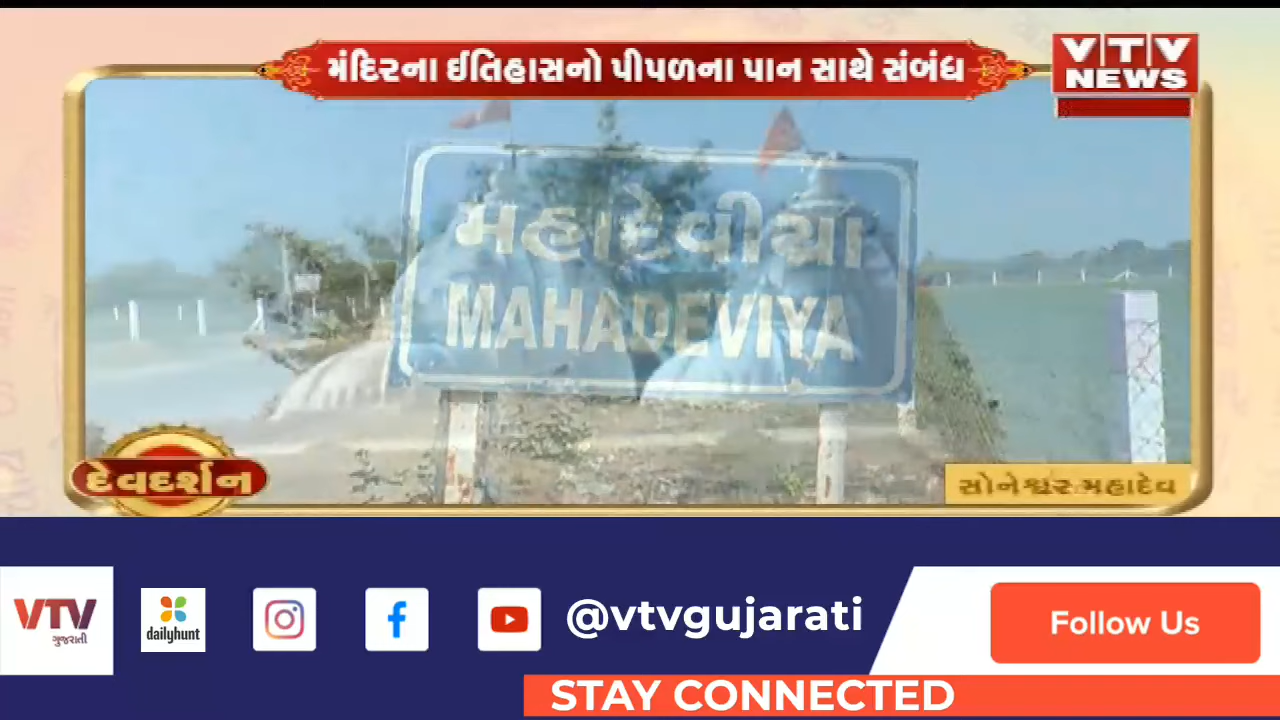 મંદિરના ઈતિહાસનો પીપળના પાન સાથે સંબંધ
VTV
NEWS
મહાદેવીયા
MAHADEVIYA
દેવદર્શન
સોનેશ્વર મહાદેવ
VTV
ગુજરાતી
dailyhunt
@vtvgujarati
Follow Us
STAY CONNECTED